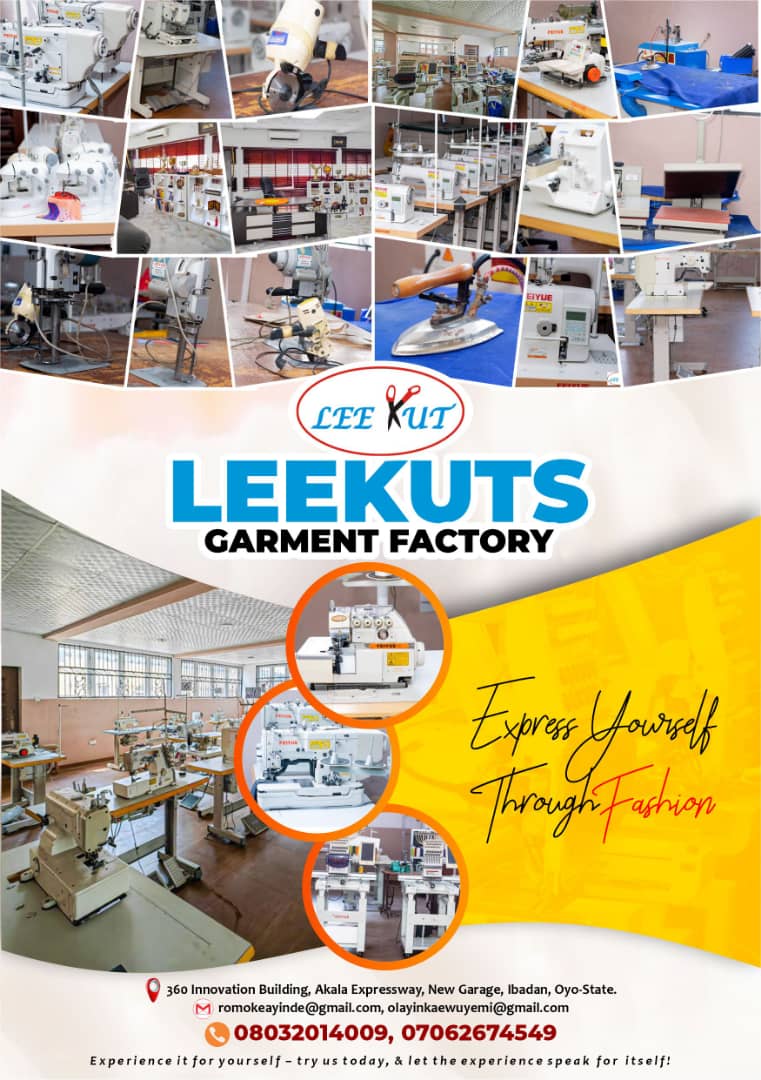 FEIYUE
LEE KUT
LEEKUTS
GARMENT FACTORY
FEIYUE
Express Yourself
Through Fashion
360 Innovation Building, Akala Expressway, New Garage, Ibadan, Oyo-State.
romokeayinde@gmail.com, olayinkaewuyemi@gmail.com
08032014009, 07062674549
Experience it for yourself – try us today, & let the experience speak for itself!